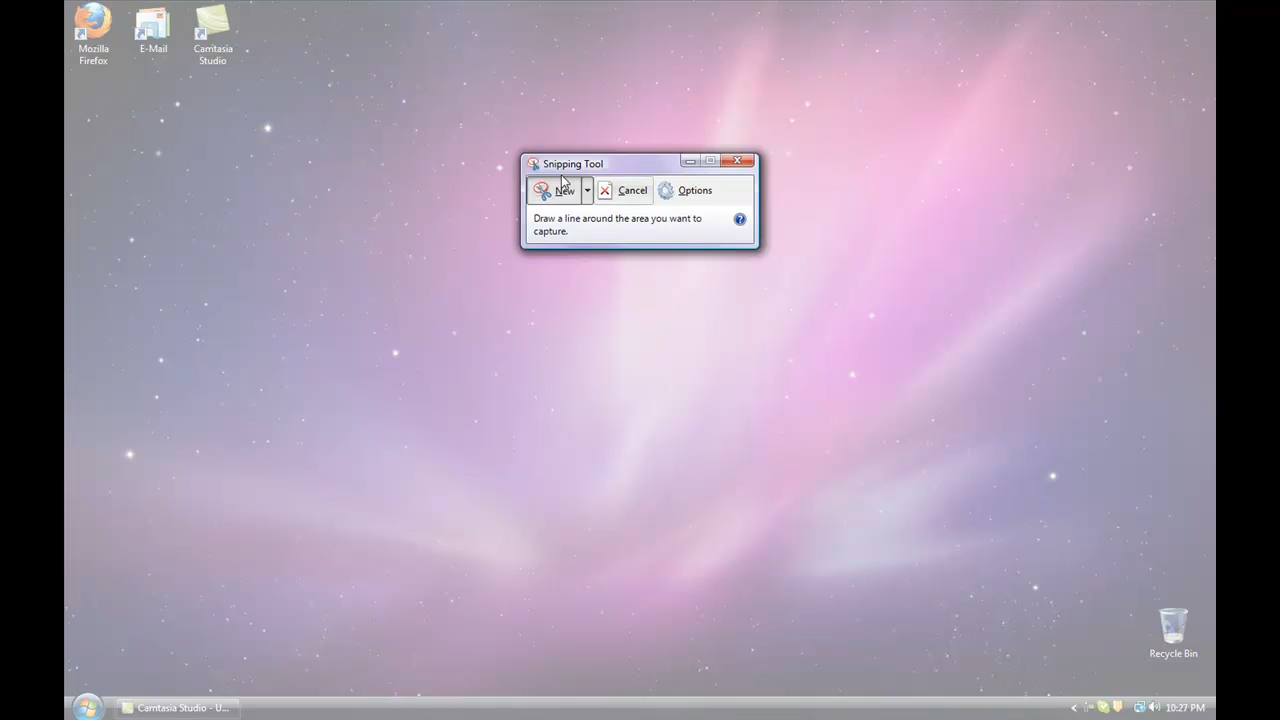 Mozilla
Firefox
E-Mail
Camtasia
Studio
Snipping Tool
New
Cancel
Options
Draw a line around the area you want to
capture.
Recycle Bin
Camtasia Studio - U...
10:27 PM